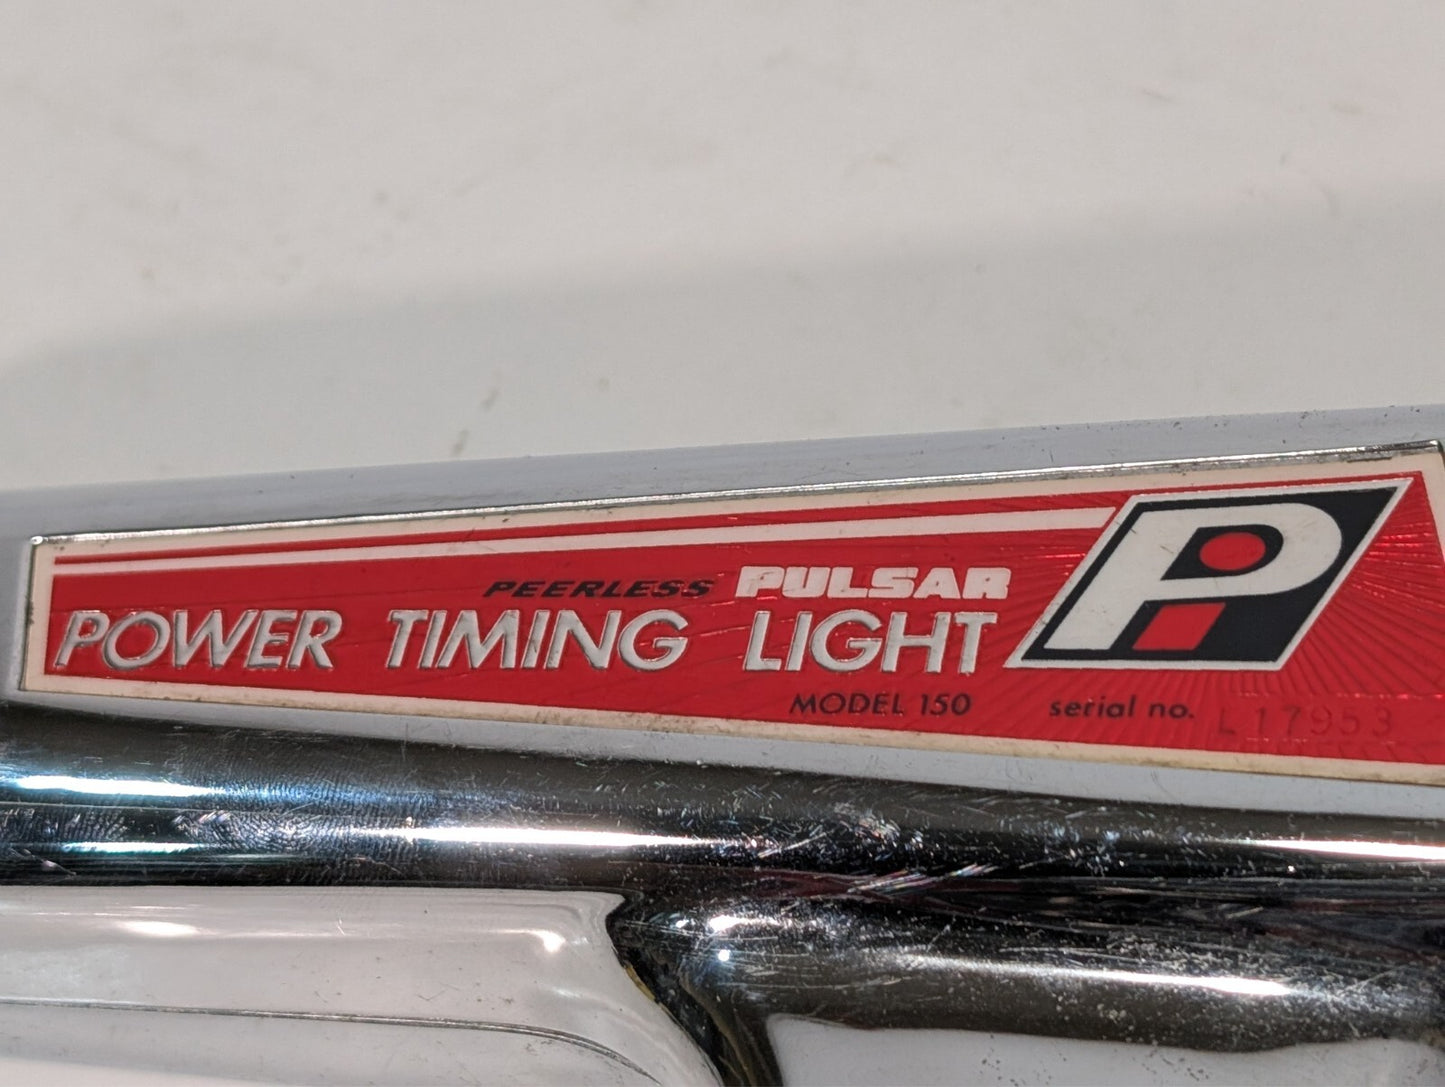 PEERLESS PULSAR
POWER TIMING LIGHT
MODEL 150 serial no. L17953
P